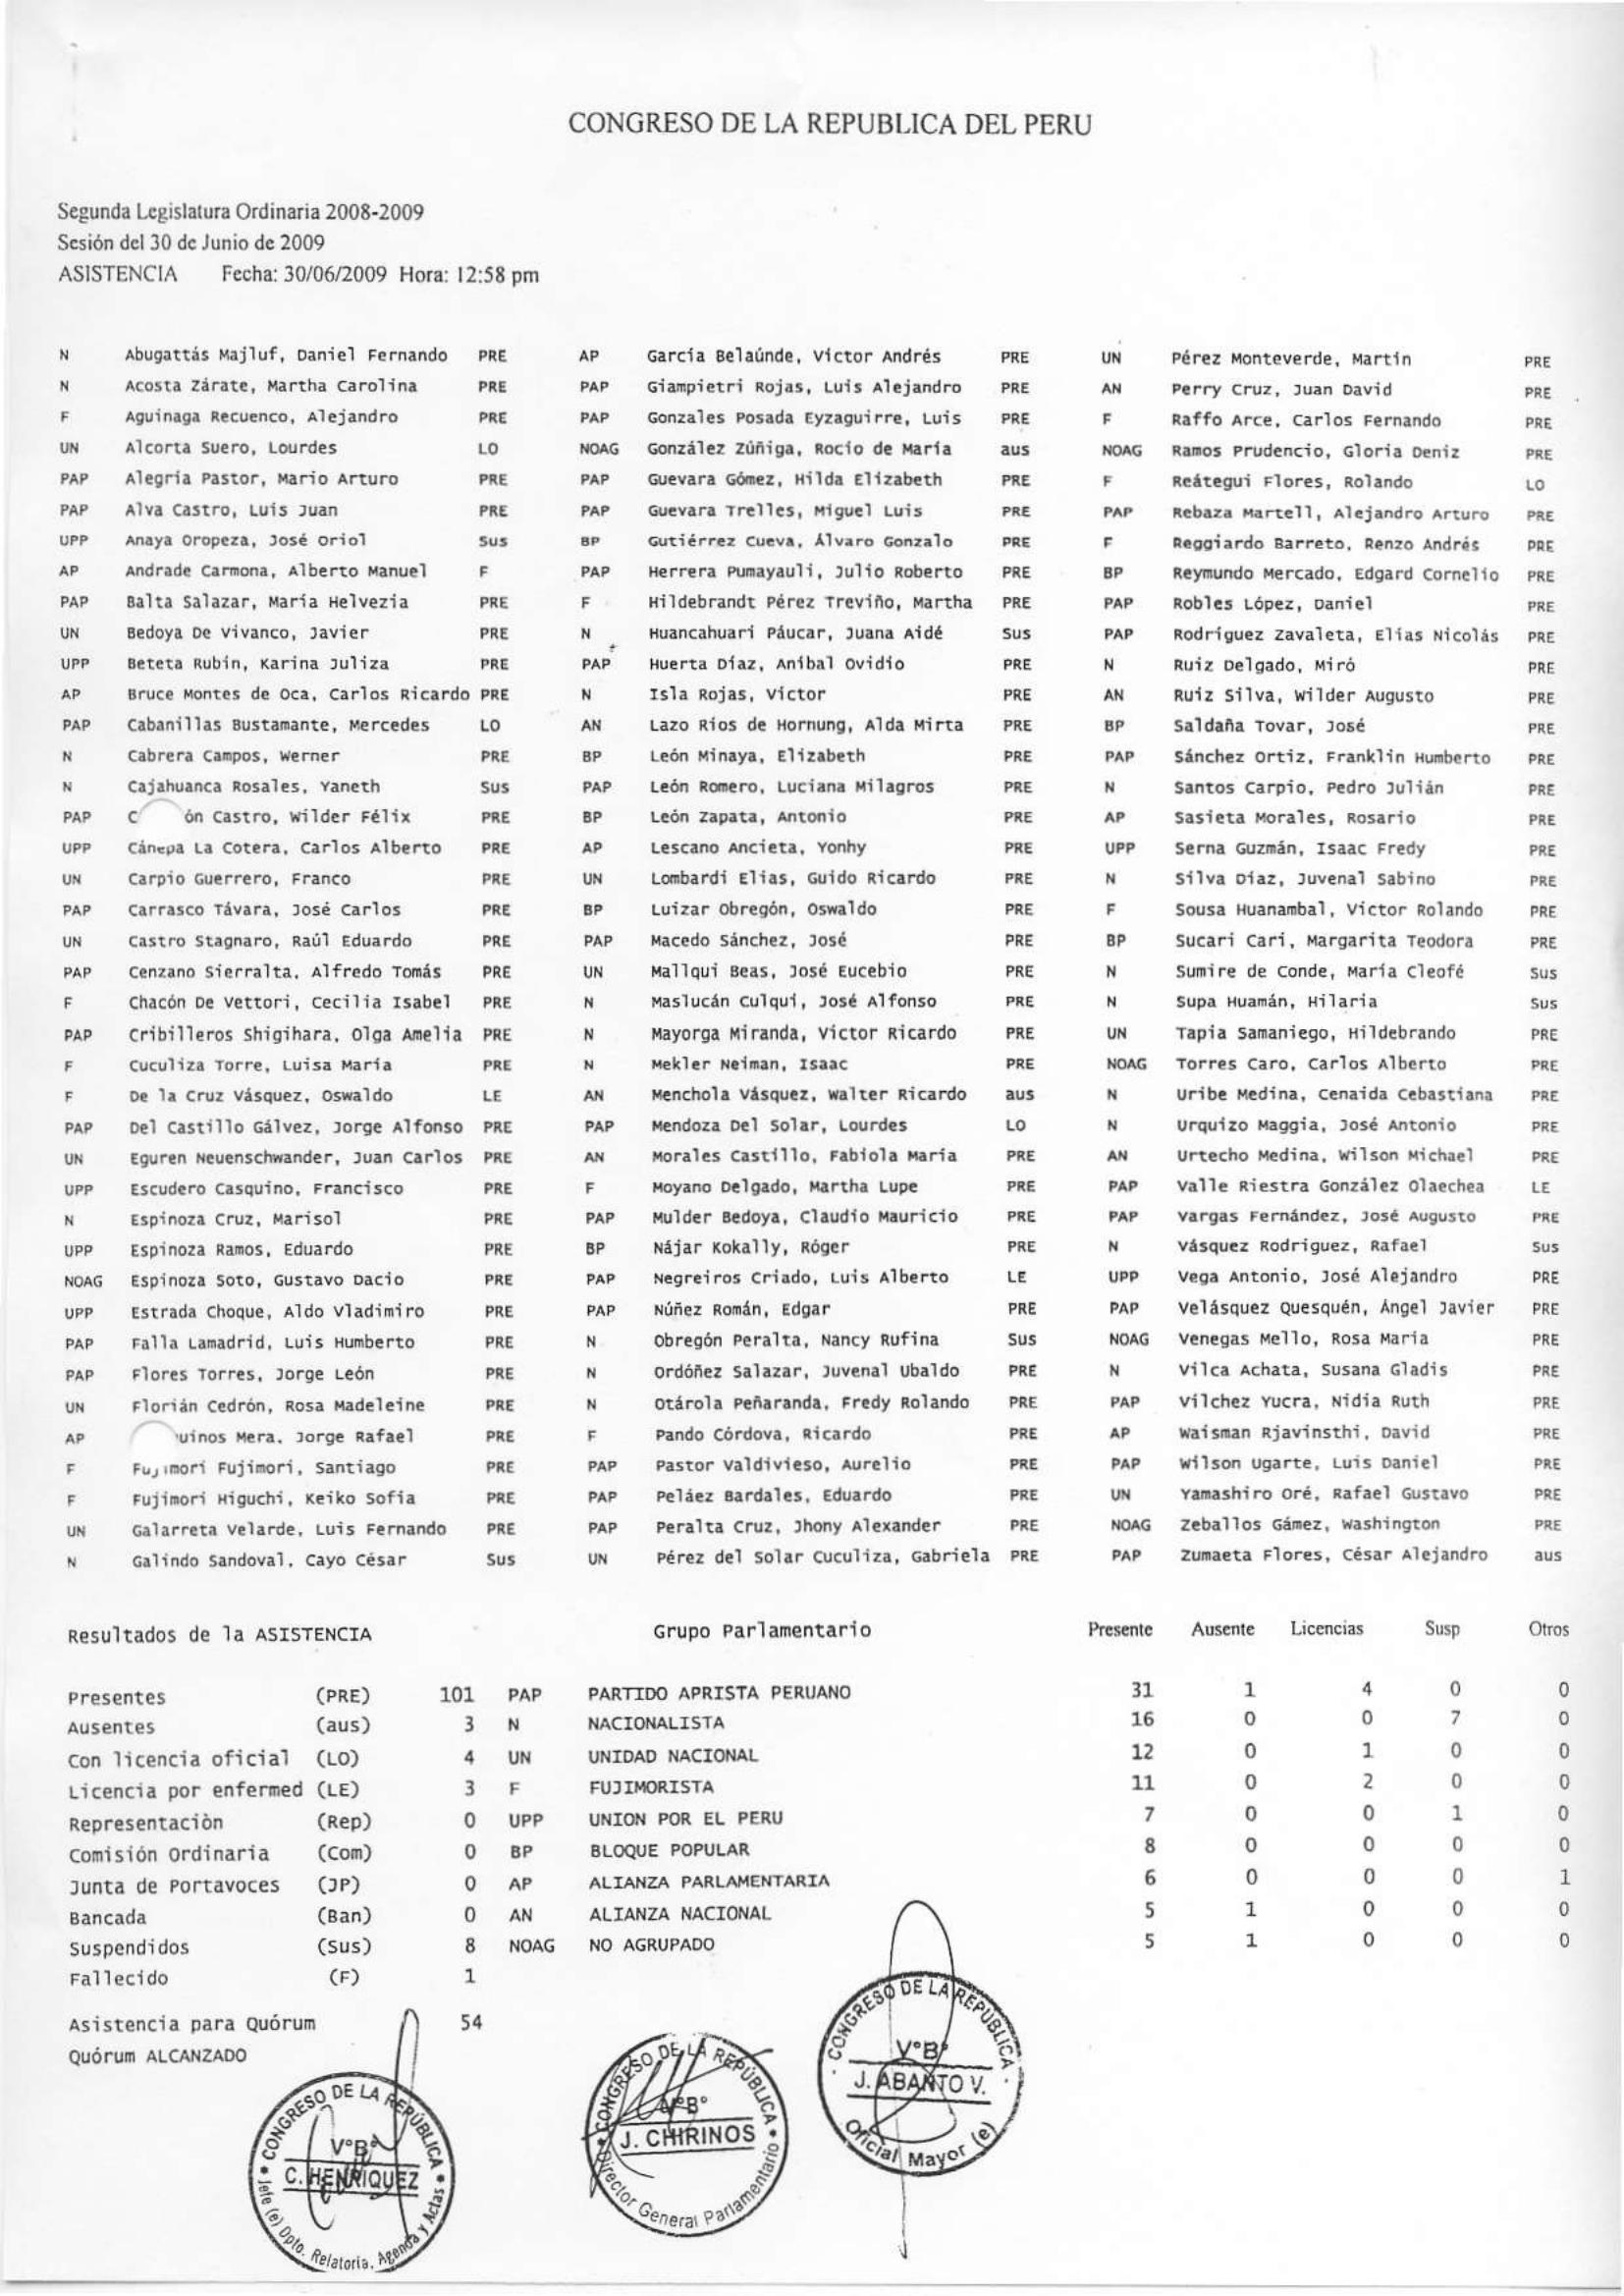 CONGRESO DE LA REPUBLICA DEL PERU
Segunda Legislatura Ordinaria 2008-2009
Sesión del 30 de Junio de 2009
ASISTENCIA Fecha: 30/06/2009 Hora: 12:58 pm
N Abugattás Majluf, Daniel Fernando PRE AP García Belaúnde, Víctor Andrés PRE UN Pérez Monteverde, Martin PRE
N Acosta Zárate, Martha Carolina PRE PAP Giampietri Rojas, Luis Alejandro PRE AN Perry Cruz, Juan David PRE
F Aguinaga Recuenco, Alejandro PRE PAP Gonzales Posada Eyzaguirre, Luis PRE F Raffo Arce, Carlos Fernando PRE
UN Alcorta Suero, Lourdes LO NOAG González Zúñiga, Rocio de María aus NOAG Ramos Prudencio, Gloria Deniz PRE
PAP Alegría Pastor, Mario Arturo PRE PAP Guevara Gómez, Hilda Elizabeth PRE F Reátegui Flores, Rolando LO
PAP Alva Castro, Luis Juan PRE PAP Guevara Trelles, Miguel Luis PRE PAP Rebaza Martell, Alejandro Arturo PRE
UPP Anaya Oropeza, José Oriol Sus BP Gutiérrez Cueva, Álvaro Gonzalo PRE F Reggiardo Barreto, Renzo Andrés PRE
AP Andrade Carmona, Alberto Manuel F PAP Herrera Pumayauli, Julio Roberto PRE BP Reymundo Mercado, Edgard Cornelio PRE
PAP Balta Salazar, María Helvezia PRE F Hildebrandt Pérez Treviño, Martha PRE PAP Robles López, Daniel PRE
UN Bedoya De Vivanco, Javier PRE N Huancahuari Páucar, Juana Aidé Sus PAP Rodríguez Zavaleta, Elías Nicolás PRE
UPP Beteta Rubín, Karina Juliza PRE PAP Huerta Díaz, Aníbal Ovidio PRE N Ruiz Delgado, Miró PRE
AP Bruce Montes de Oca, Carlos Ricardo PRE N Isla Rojas, Víctor PRE AN Ruiz Silva, Wilder Augusto PRE
PAP Cabanillas Bustamante, Mercedes LO AN Lazo Ríos de Hornung, Alda Mirta PRE BP Saldaña Tovar, José PRE
N Cabrera Campos, Werner PRE BP León Minaya, Elizabeth PRE PAP Sánchez Ortiz, Franklin Humberto PRE
N Cajahuanca Rosales, Yaneth Sus PAP León Romero, Luciana Milagros PRE N Santos Carpio, Pedro Julián PRE
PAP C ón Castro, Wilder Félix PRE BP León Zapata, Antonio PRE AP Sasieta Morales, Rosario PRE
UPP Cánepa La Cotera, Carlos Alberto PRE AP Lescano Ancieta, Yonhy PRE UPP Serna Guzmán, Isaac Fredy PRE
UN Carpio Guerrero, Franco PRE UN Lombardi Elias, Guido Ricardo PRE N Silva Díaz, Juvenal Sabino PRE
PAP Carrasco Távara, José Carlos PRE BP Luizar Obregón, Oswaldo PRE F Sousa Huanambal, Victor Rolando PRE
UN Castro Stagnaro, Raúl Eduardo PRE PAP Macedo Sánchez, José PRE BP Sucari Cari, Margarita Teodora PRE
PAP Cenzano Sierralta, Alfredo Tomás PRE UN Mallqui Beas, José Eucebio PRE N Sumire de Conde, María Cleofé Sus
F Chacón De Vettori, Cecilia Isabel PRE N Maslucán Culqui, José Alfonso PRE N Supa Huamán, Hilaria Sus
PAP Cribilleros Shigihara, Olga Amelia PRE N Mayorga Miranda, Víctor Ricardo PRE UN Tapia Samaniego, Hildebrando PRE
F Cuculiza Torre, Luisa María PRE N Mekler Neiman, Isaac PRE NOAG Torres Caro, Carlos Alberto PRE
F De la Cruz Vásquez, Oswaldo LE AN Menchola Vásquez, Walter Ricardo aus N Uribe Medina, Cenaida Cebastiana PRE
PAP Del Castillo Gálvez, Jorge Alfonso PRE PAP Mendoza Del Solar, Lourdes LO N Urquizo Maggia, José Antonio PRE
UN Eguren Neuenschwander, Juan Carlos PRE AN Morales Castillo, Fabiola María PRE AN Urtecho Medina, Wilson Michael PRE
UPP Escudero Casquino, Francisco PRE F Moyano Delgado, Martha Lupe PRE PAP Valle Riestra González Olaechea LE
N Espinoza Cruz, Marisol PRE PAP Mulder Bedoya, Claudio Mauricio PRE PAP Vargas Fernández, José Augusto PRE
UPP Espinoza Ramos, Eduardo PRE BP Nájar Kokally, Róger PRE N Vásquez Rodríguez, Rafael Sus
NOAG Espinoza Soto, Gustavo Dacio PRE PAP Negreiros Criado, Luis Alberto LE UPP Vega Antonio, José Alejandro PRE
UPP Estrada Choque, Aldo Vladimiro PRE PAP Núñez Román, Edgar PRE PAP Velásquez Quesquén, Ángel Javier PRE
PAP Falla Lamadrid, Luis Humberto PRE N Obregón Peralta, Nancy Rufina Sus NOAG Venegas Mello, Rosa María PRE
PAP Flores Torres, Jorge León PRE N Ordóñez Salazar, Juvenal Ubaldo PRE N Vilca Achata, Susana Gladis PRE
UN Florián Cedrón, Rosa Madeleine PRE N Otárola Peñaranda, Fredy Rolando PRE PAP Vílchez Yucra, Nidia Ruth PRE
AP uinos Mera, Jorge Rafael PRE F Pando Córdova, Ricardo PRE AP Waisman Rjavinsthi, David PRE
F Fujimori Fujimori, Santiago PRE PAP Pastor Valdivieso, Aurelio PRE PAP Wilson Ugarte, Luis Daniel PRE
F Fujimori Higuchi, Keiko Sofía PRE PAP Peláez Bardales, Eduardo PRE UN Yamashiro Oré, Rafael Gustavo PRE
UN Galarreta Velarde, Luis Fernando PRE PAP Peralta Cruz, Jhony Alexander PRE NOAG Zeballos Gámez, Washington PRE
N Galindo Sandoval, Cayo César Sus UN Pérez del Solar Cuculiza, Gabriela PRE PAP Zumaeta Flores, César Alejandro aus
Resultados de la ASISTENCIA Grupo Parlamentario Presente Ausente Licencias Susp Otros
Presentes (PRE) 101 PAP PARTIDO APRISTA PERUANO 31 1 4 0 0
Ausentes (aus) 3 N NACIONALISTA 16 0 0 7 0
Con licencia oficial (LO) 4 UN UNIDAD NACIONAL 12 0 1 0 0
Licencia por enfermed (LE) 3 F FUJIMORISTA 11 0 2 0 0
Representación (Rep) 0 UPP UNION POR EL PERU 7 0 0 1 0
Comisión Ordinaria (Com) 0 BP BLOQUE POPULAR 8 0 0 0 0
Junta de Portavoces (JP) 0 AP ALIANZA PARLAMENTARIA 6 0 0 0 1
Bancada (Ban) 0 AN ALIANZA NACIONAL 5 1 0 0 0
Suspendidos (Sus) 8 NOAG NO AGRUPADO 5 1 0 0 0
Fallecido (F) 1
Asistencia para Quórum 54
Quórum ALCANZADO
CONGRESO DE LA REPÚBLICA
V°B°
C. HENRIQUEZ
Jefe (e) Dpto. Relatoría, Agenda y Actas
CONGRESO DE LA REPÚBLICA
V°B°
J. CHIRINOS
Director General Parlamentario
CONGRESO DE LA REPÚBLICA
V°B°
J. ABANTO V.
Oficial Mayor (e)